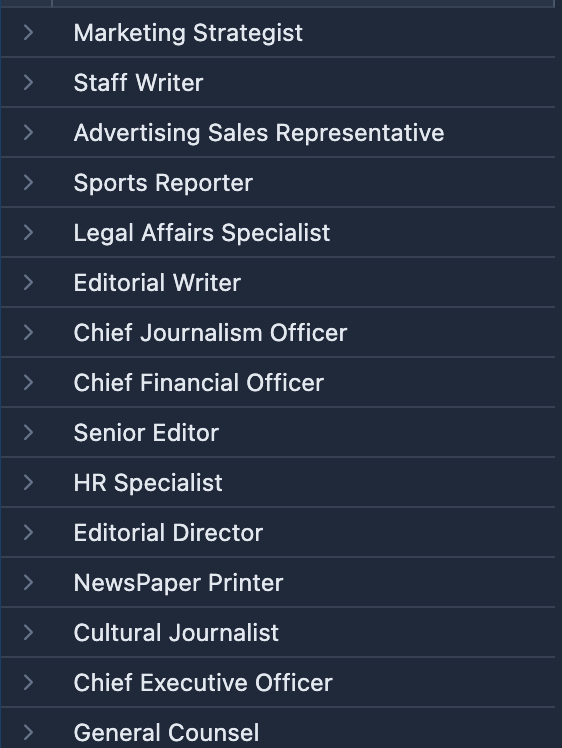 Marketing Strategist
Staff Writer
Advertising Sales Representative
Sports Reporter
Legal Affairs Specialist
Editorial Writer
Chief Journalism Officer
Chief Financial Officer
Senior Editor
HR Specialist
Editorial Director
NewsPaper Printer
Cultural Journalist
Chief Executive Officer
General Counsel